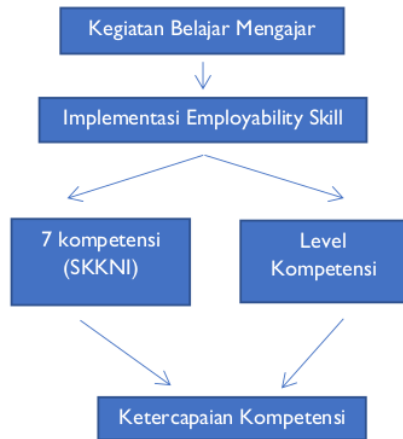 Kegiatan Belajar Mengajar
Implementasi Employability Skill
7 kompetensi
(SKKNI)
Level
Kompetensi
Ketercapaian Kompetensi